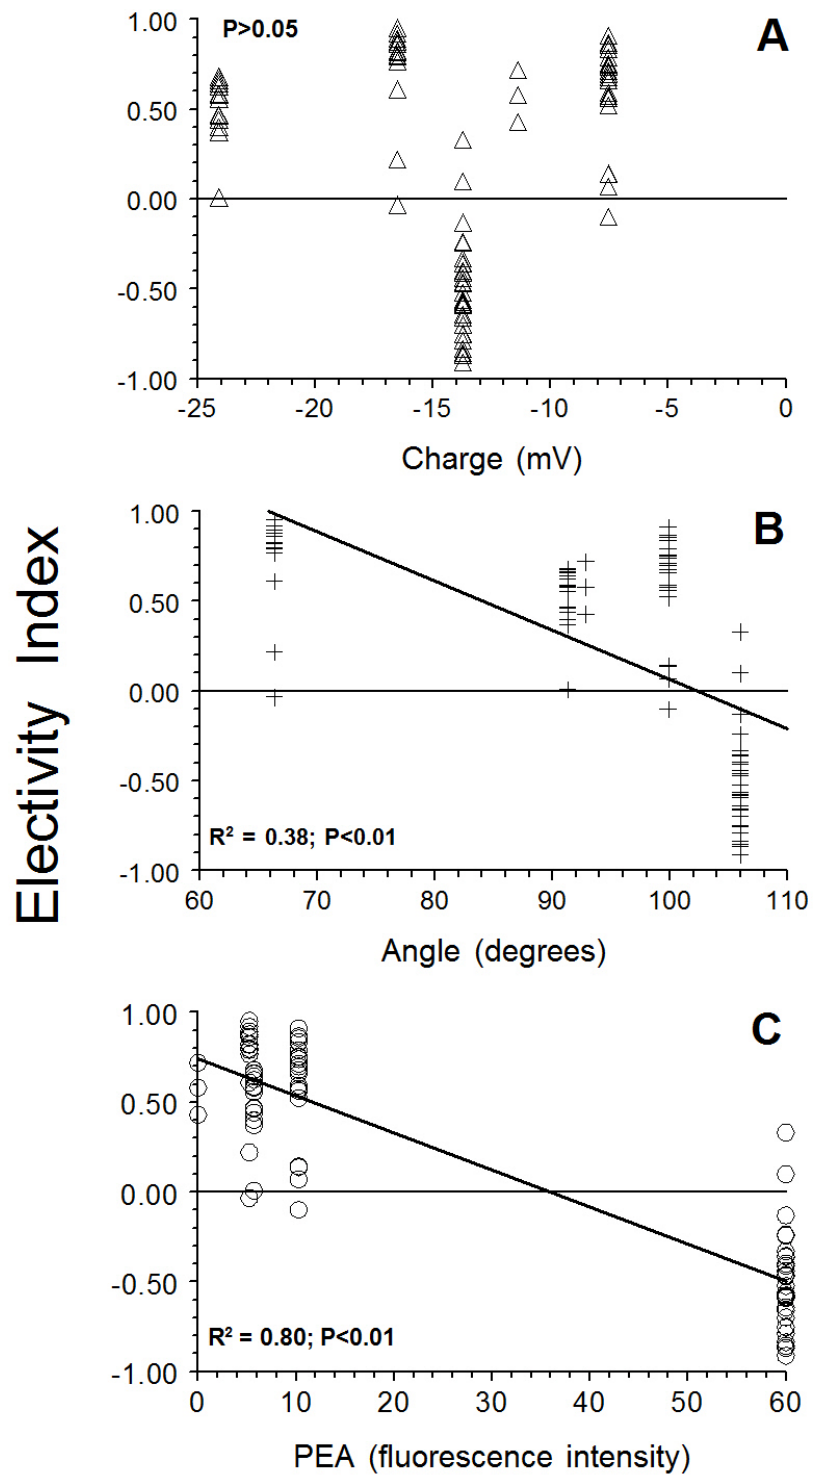 Electivity Index
A
P>0.05
1.00
0.50
0.00
-0.50
-1.00
-25 -20 -15 -10 -5 0
Charge (mV)
B
1.00
0.50
0.00
-0.50
-1.00
R² = 0.38; P<0.01
60 70 80 90 100 110
Angle (degrees)
C
1.00
0.50
0.00
-0.50
-1.00
R² = 0.80; P<0.01
0 10 20 30 40 50 60
PEA (fluorescence intensity)